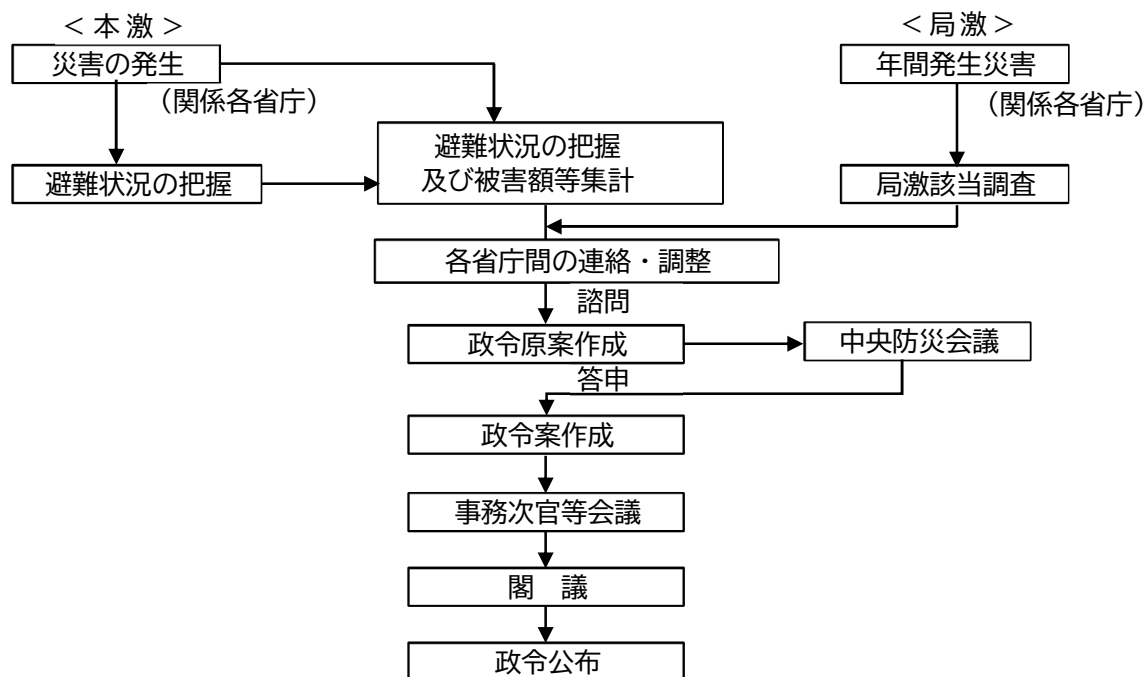 ＜本 激＞
＜局 激＞
災害の発生
年間発生災害
（関係各省庁）
（関係各省庁）
避難状況の把握
避難状況の把握
及び被害額等集計
局激該当調査
各省庁間の連絡・調整
諮問
政令原案作成
中央防災会議
答申
政令案作成
事務次官等会議
閣　議
政令公布